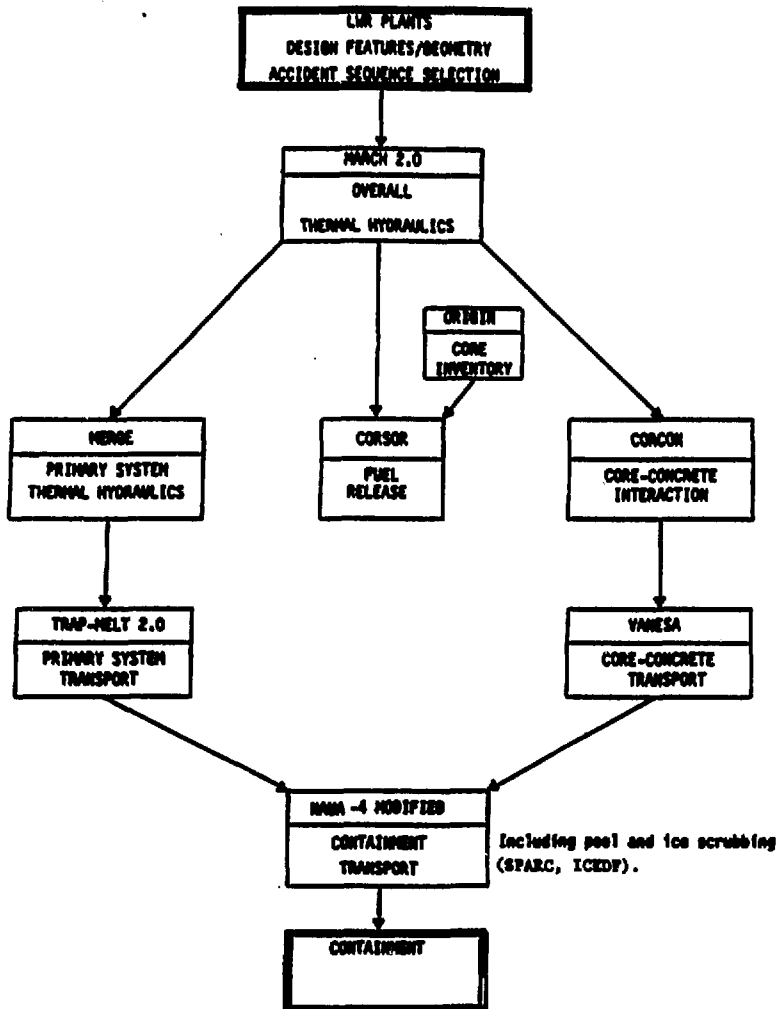 LWR PLANTS
DESIGN FEATURES/GEOMETRY
ACCIDENT SEQUENCE SELECTION
MARCH 2.0
OVERALL
THERMAL HYDRAULICS
ORIGIN
CORE
INVENTORY
MERGE
PRIMARY SYSTEM
THERMAL HYDRAULICS
CORSOR
FUEL
RELEASE
CORCON
CORE-CONCRETE
INTERACTION
TRAP-MELT 2.0
PRIMARY SYSTEM
TRANSPORT
VANESA
CORE-CONCRETE
TRANSPORT
-4 MODIFIED
CONTAINMENT
TRANSPORT
Including pool and ice scrubbing
(SPARC, ICEDF).
CONTAINMENT